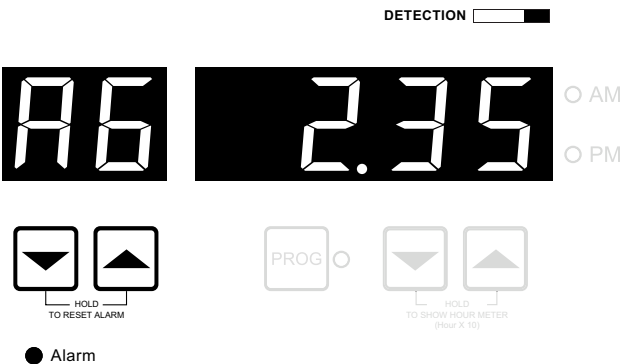 DETECTION
A6 2.35
AM
PM
PROG
HOLD
TO RESET ALARM
HOLD
TO SHOW HOUR METER
(Hour X 10)
Alarm